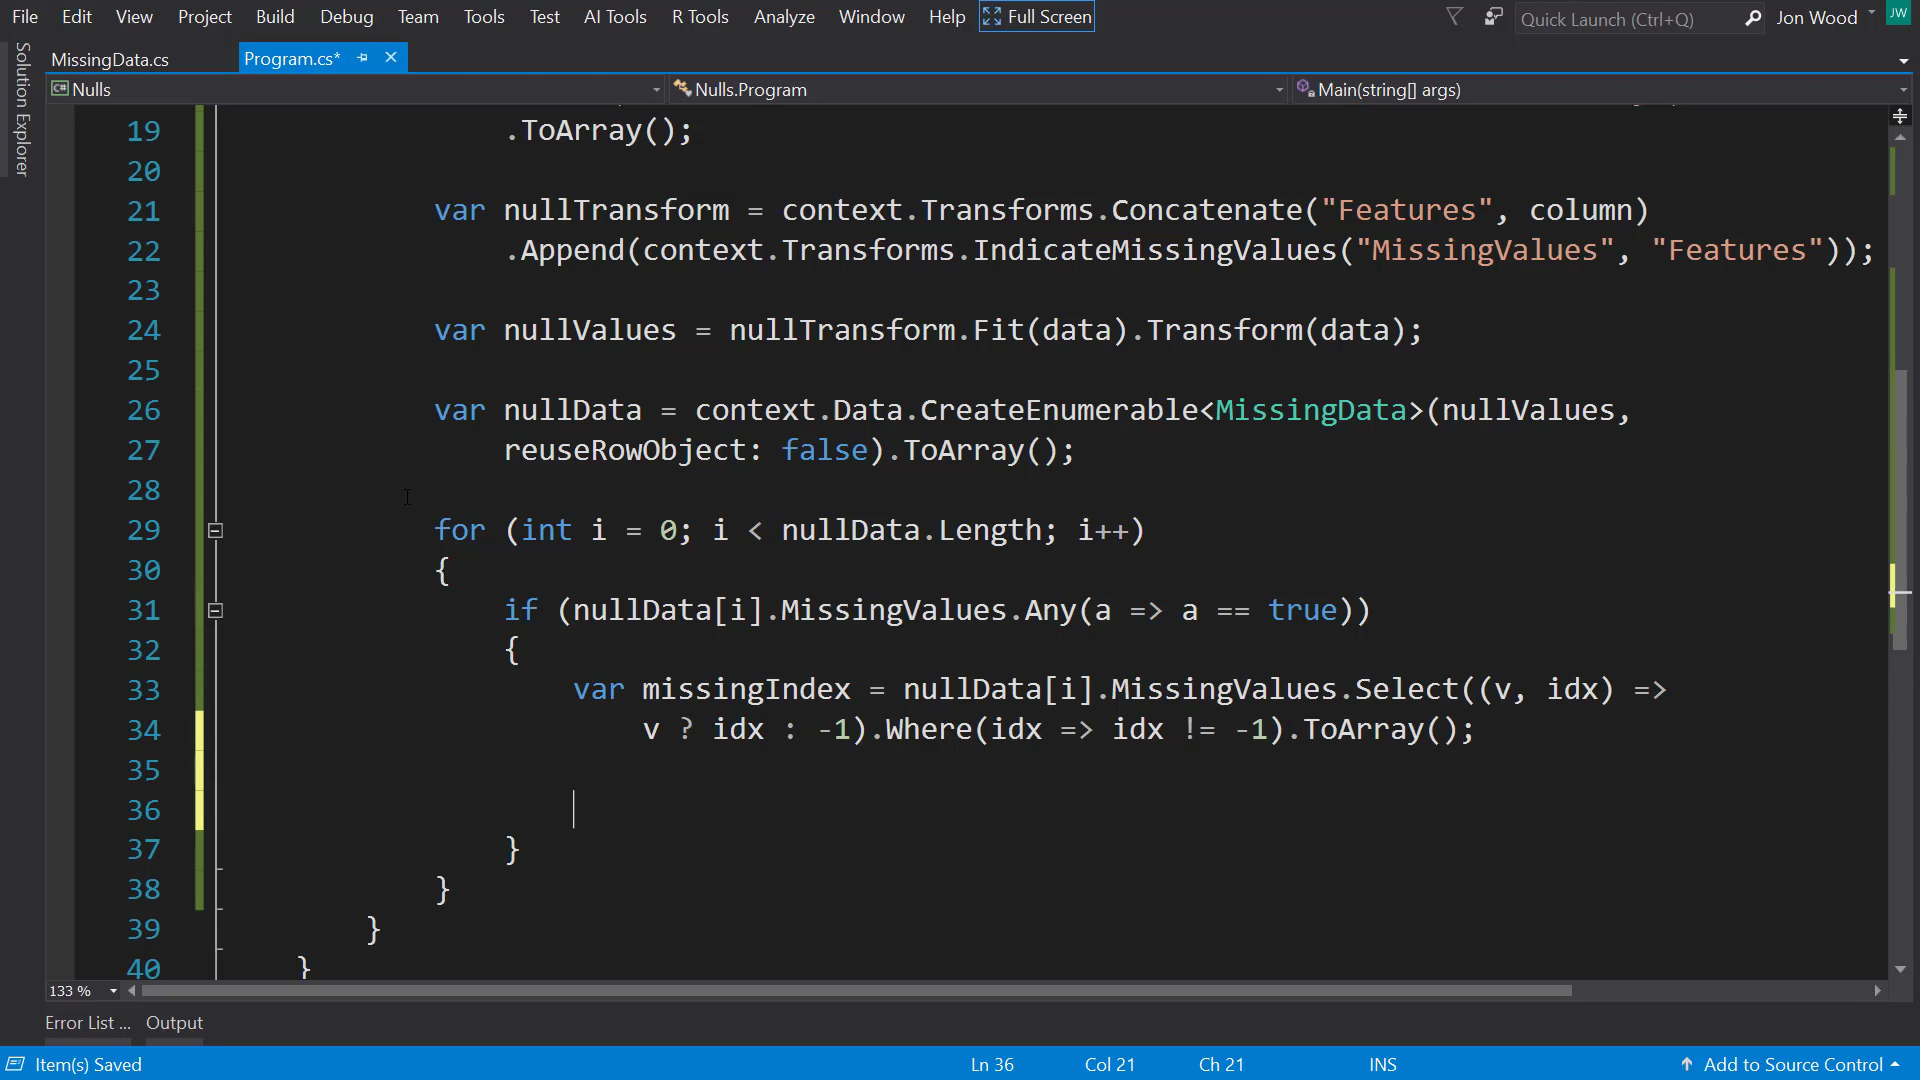 File Edit View Project Build Debug Team Tools Test AI Tools R Tools Analyze Window Help Full Screen Quick Launch (Ctrl+Q) Jon Wood JW
Solution Explorer
MissingData.cs Program.cs*
C# Nulls Nulls.Program Main(string[] args)
19 .ToArray();
20
21 var nullTransform = context.Transforms.Concatenate("Features", column)
22 .Append(context.Transforms.IndicateMissingValues("MissingValues", "Features"));
23
24 var nullValues = nullTransform.Fit(data).Transform(data);
25
26 var nullData = context.Data.CreateEnumerable<MissingData>(nullValues,
27 reuseRowObject: false).ToArray();
28
29 for (int i = 0; i < nullData.Length; i++)
30 {
31 if (nullData[i].MissingValues.Any(a => a == true))
32 {
33 var missingIndex = nullData[i].MissingValues.Select((v, idx) =>
34 v ? idx : -1).Where(idx => idx != -1).ToArray();
35
36
37 }
38 }
39 }
40 }
133 %
Error List ... Output
Item(s) Saved Ln 36 Col 21 Ch 21 INS Add to Source Control